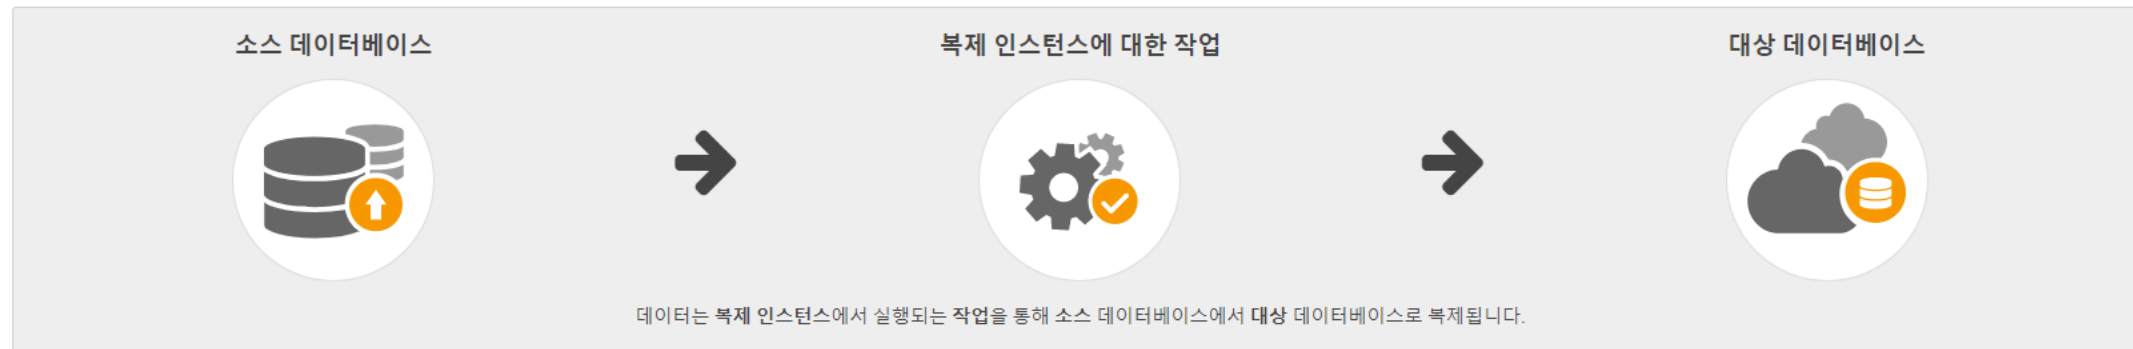 소스 데이터베이스
복제 인스턴스에 대한 작업
대상 데이터베이스
데이터는 복제 인스턴스에서 실행되는 작업을 통해 소스 데이터베이스에서 대상 데이터베이스로 복제됩니다.